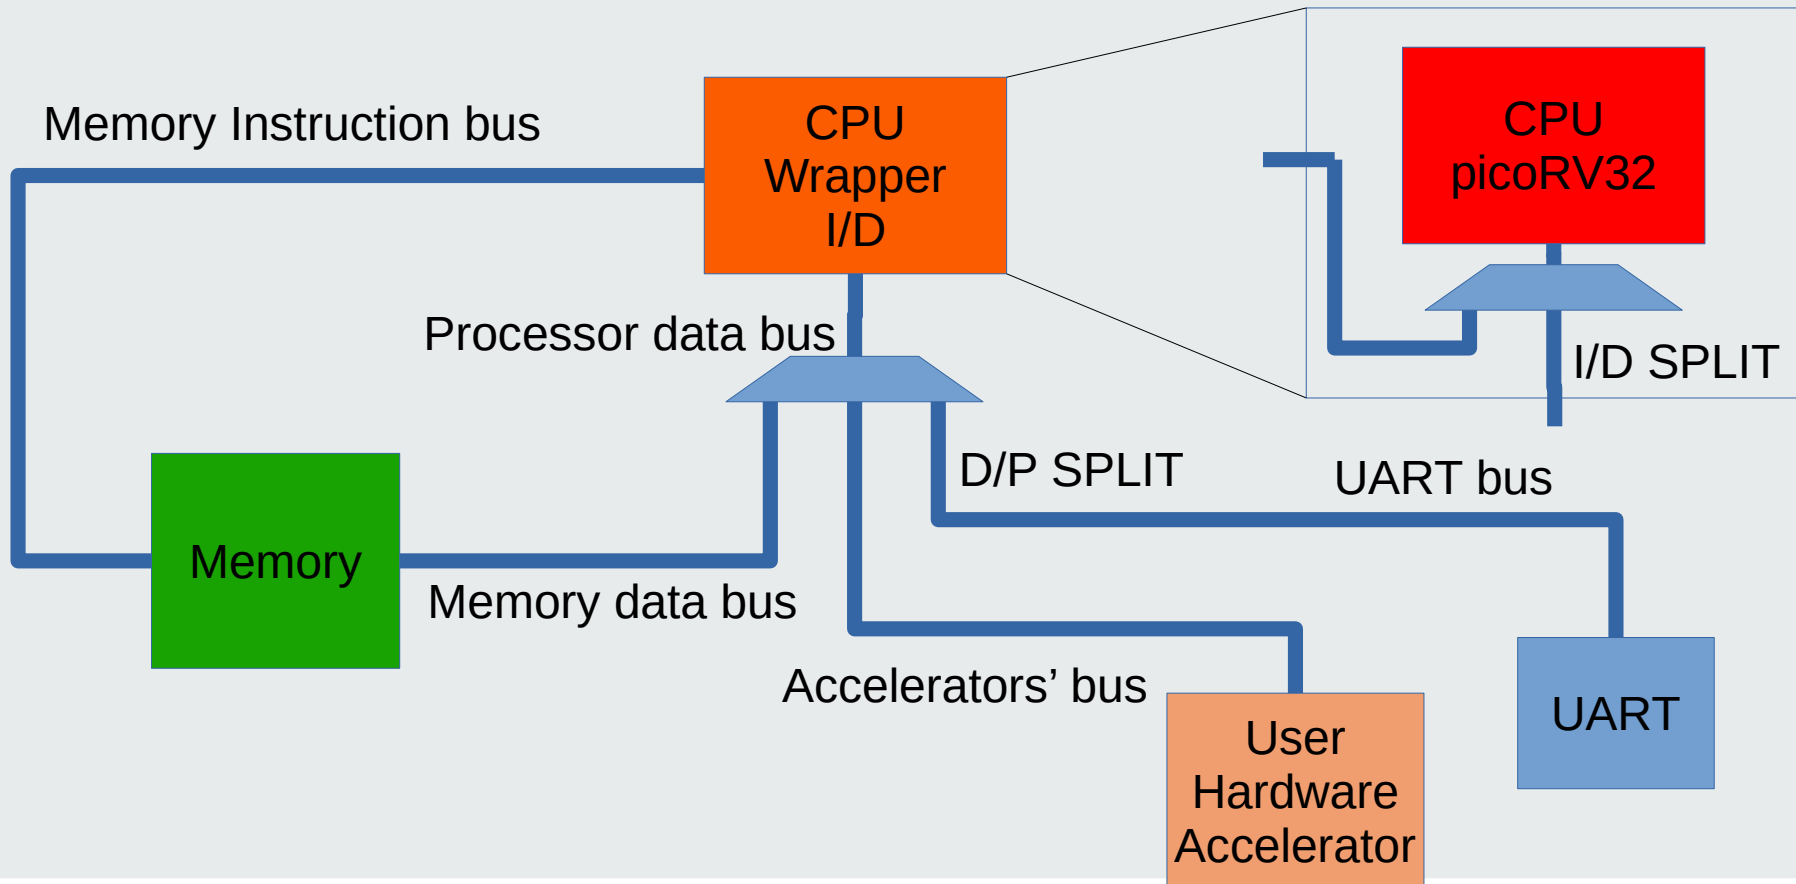 Memory Instruction bus
CPU
Wrapper
I/D
CPU
picoRV32
Processor data bus
I/D SPLIT
D/P SPLIT
UART bus
Memory
Memory data bus
Accelerators’ bus
UART
User
Hardware
Accelerator